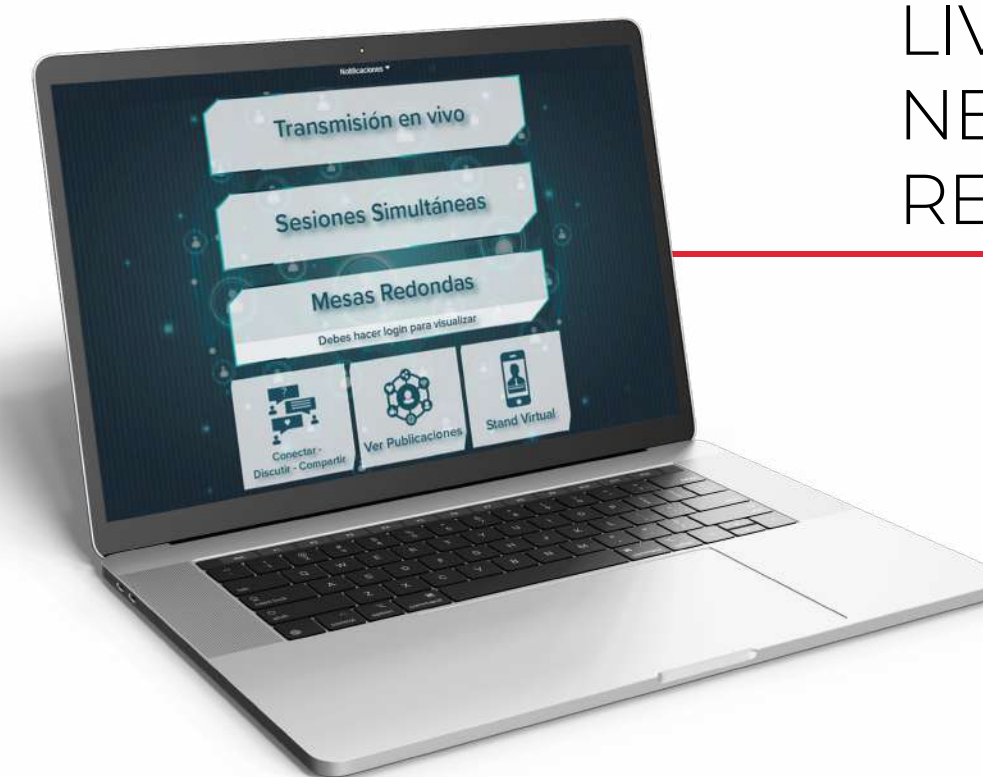 LIV
NE
RE
Notificaciones
Transmisión en vivo
Sesiones Simultáneas
Mesas Redondas
Debes hacer login para visualizar
Conectar -
Discutir - Compartir
Ver Publicaciones
Stand Virtual